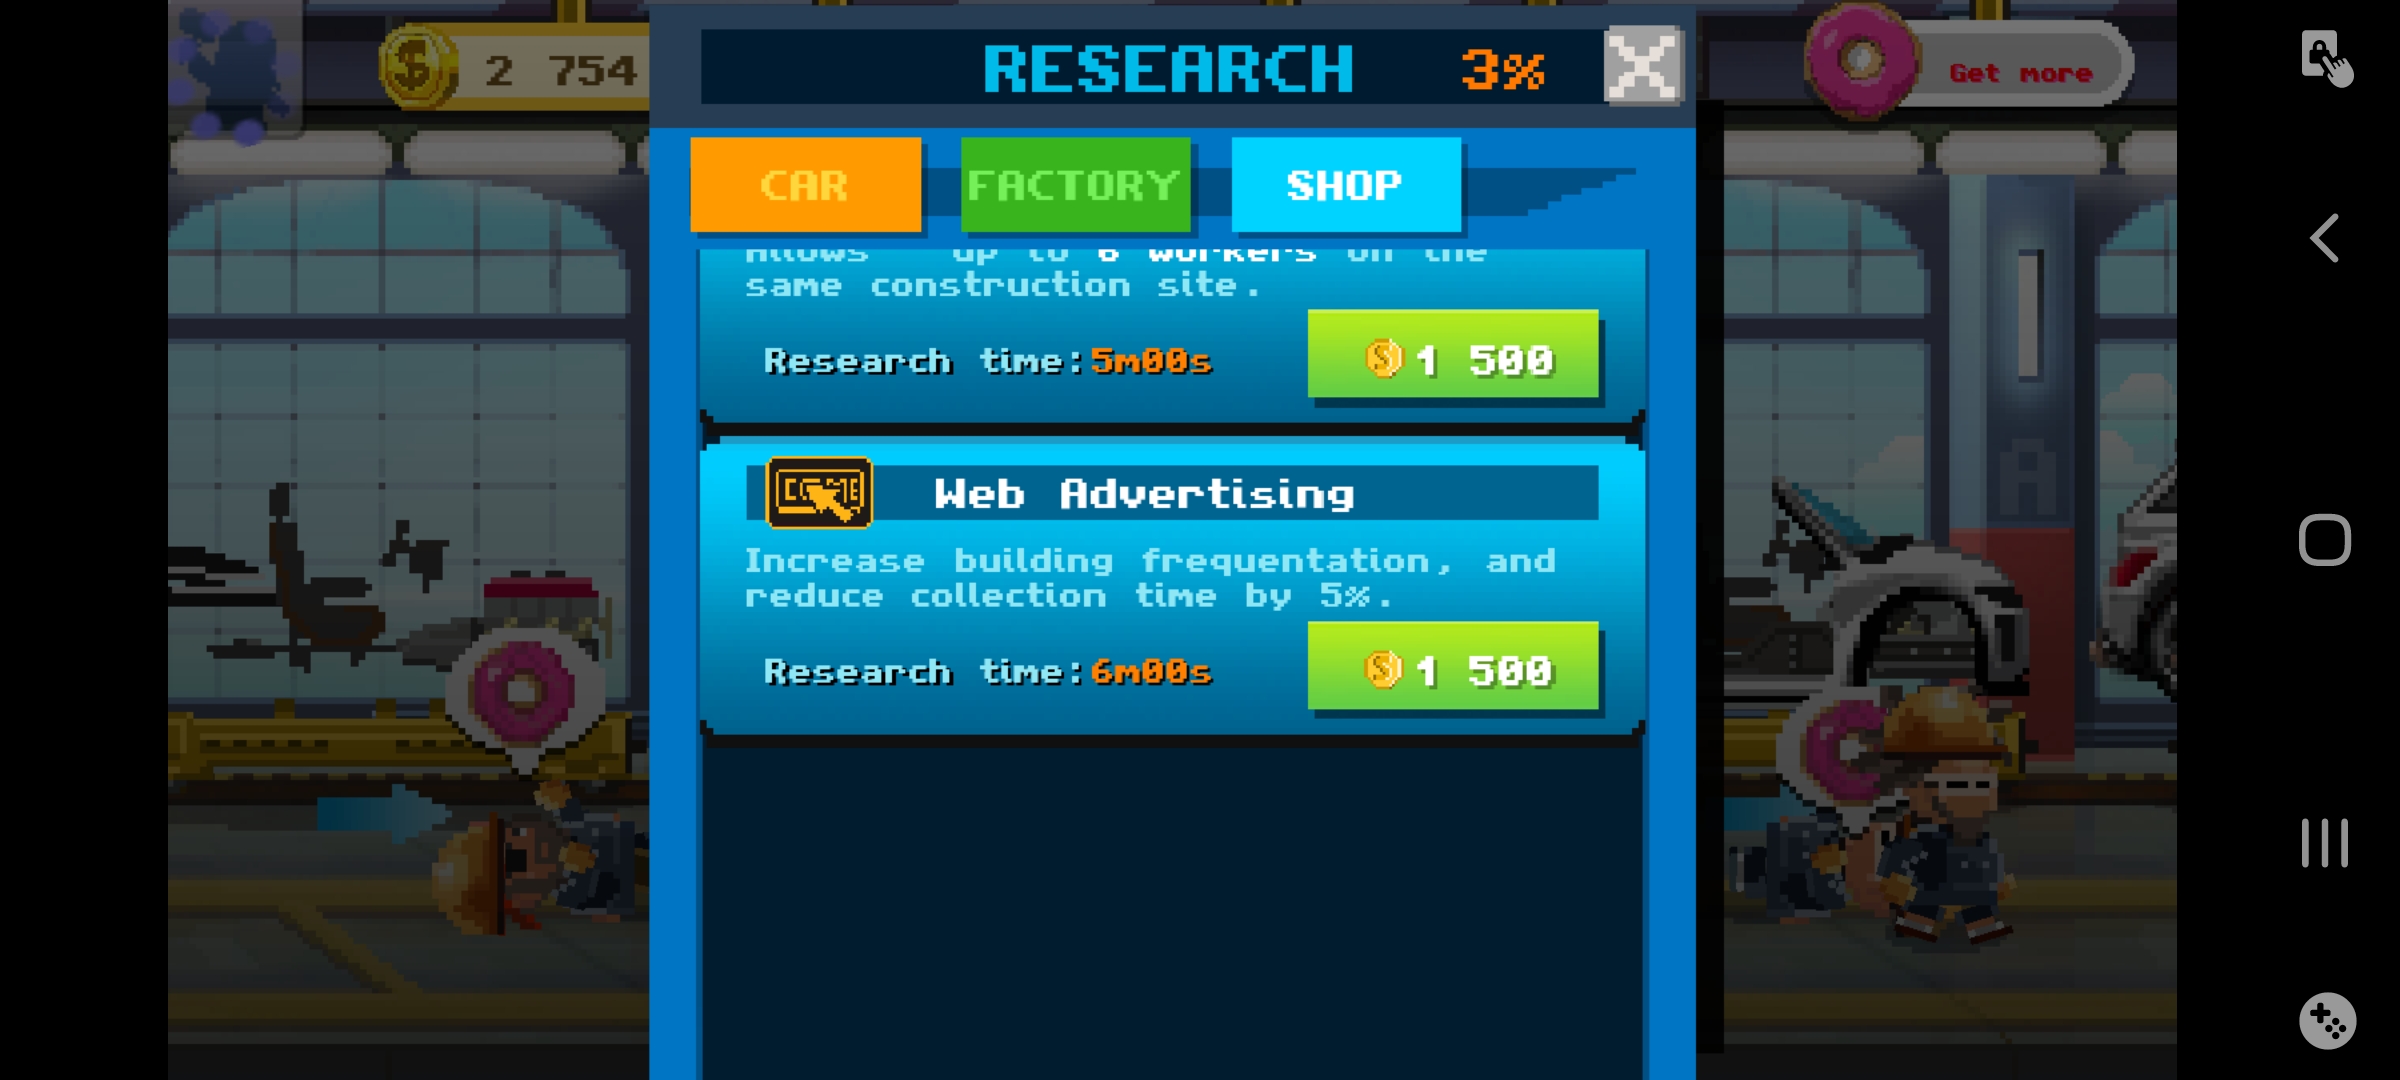 2 754
RESEARCH 3%
Get more
CAR FACTORY SHOP
Allows up to 6 workers on the
same construction site.
Research time:5m00s 1 500
Web Advertising
Increase building frequentation, and
reduce collection time by 5%.
Research time:6m00s 1 500